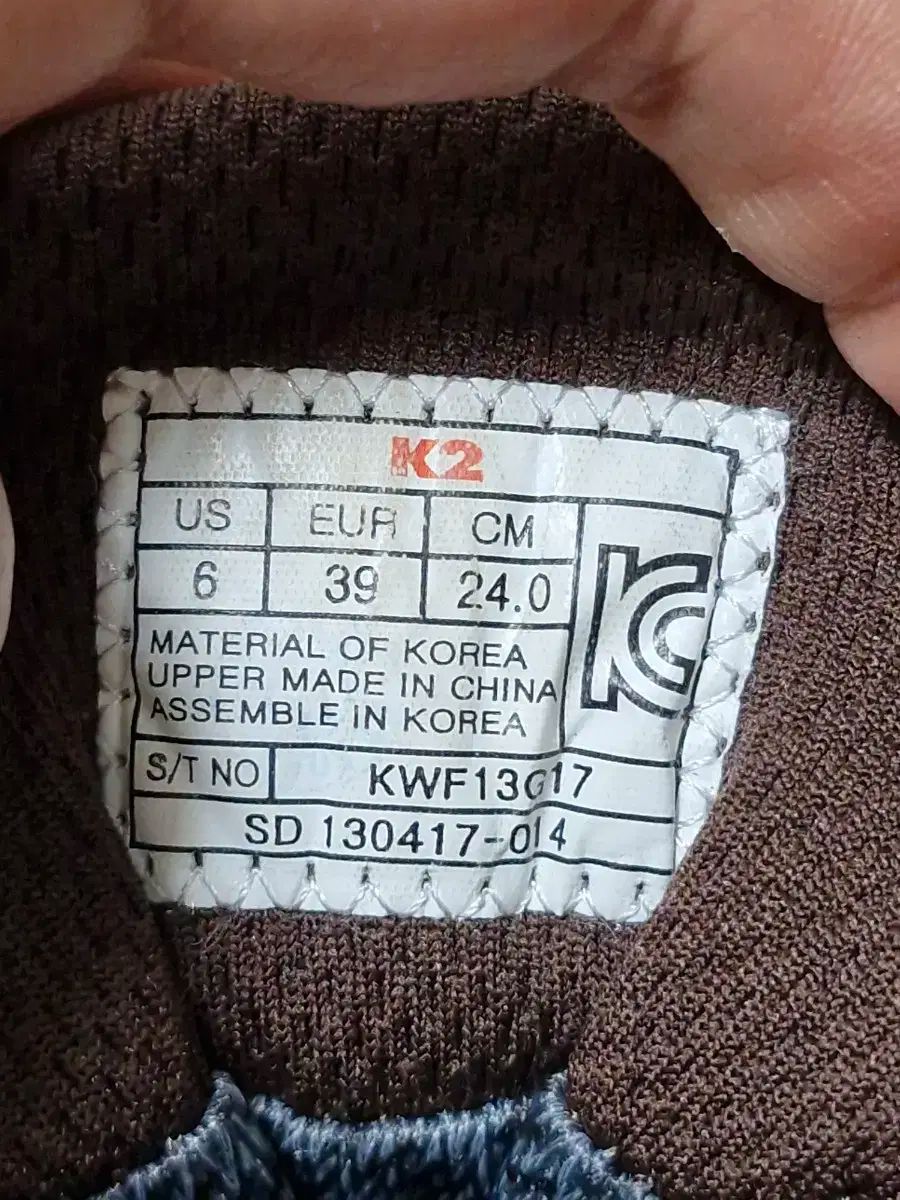 K2
US EUR CM
6 39 24.0
KC
MATERIAL OF KOREA
UPPER MADE IN CHINA
ASSEMBLE IN KOREA
S/T NO KWF13G17
SD 130417-014